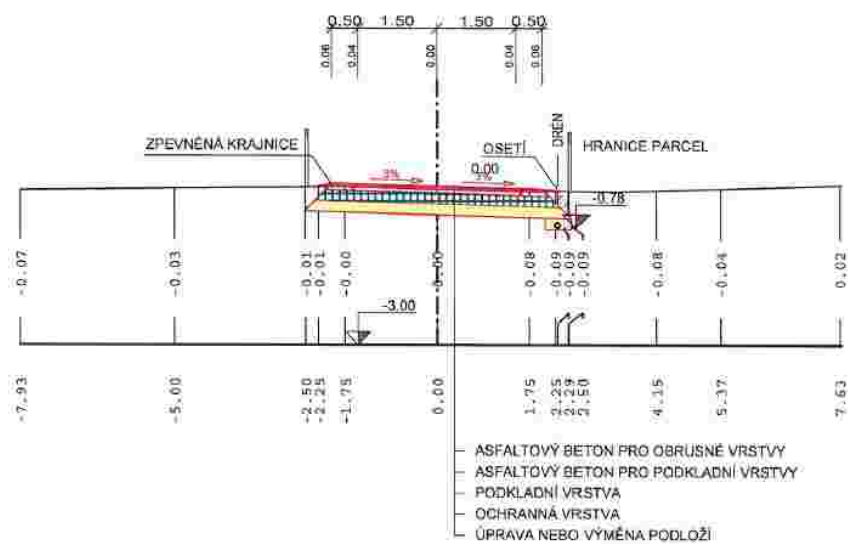 0.50 1.50 1.50 0.50
0.06 0.04 0.00 0.04 0.06
ZPEVNĚNÁ KRAJNICE
OSETÍ
DRÉN
HRANICE PARCEL
3% 0.00
3%
-0.78
-0.07 -0.03 -0.01 -0.01 -0.00 0.00 -0.08 -0.09 -0.09 -0.09 -0.08 -0.04 0.02
-3.00
-7.93 -5.00 -2.50 -2.25 -1.75 0.00 1.75 2.25 2.29 2.50 4.15 5.37 7.63
ASFALTOVÝ BETON PRO OBRUSNÉ VRSTVY
ASFALTOVÝ BETON PRO PODKLADNÍ VRSTVY
PODKLADNÍ VRSTVA
OCHRANNÁ VRSTVA
ÚPRAVA NEBO VÝMĚNA PODLOŽÍ